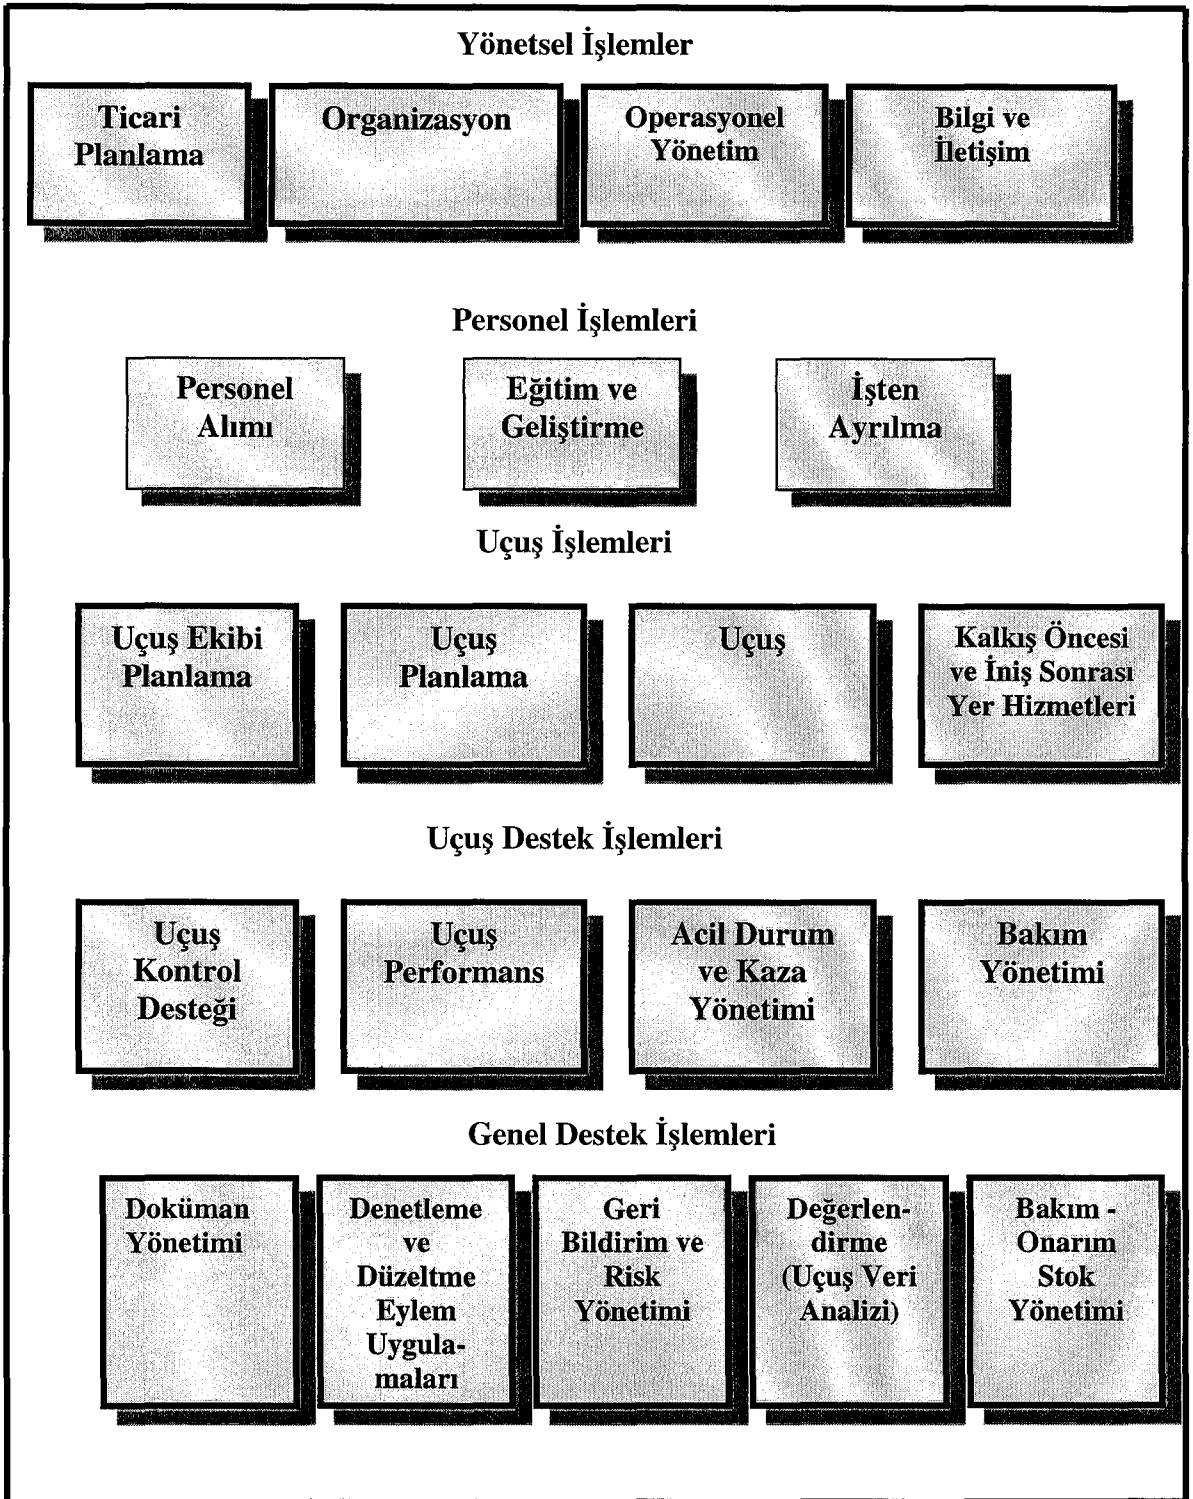 Yönetsel İşlemler
Ticari
Planlama
Organizasyon
Operasyonel
Yönetim
Bilgi ve
İletişim
Personel İşlemleri
Personel
Alımı
Eğitim ve
Geliştirme
İşten
Ayrılma
Uçuş İşlemleri
Uçuş Ekibi
Planlama
Uçuş
Planlama
Uçuş
Kalkış Öncesi
ve İniş Sonrası
Yer Hizmetleri
Uçuş Destek İşlemleri
Uçuş
Kontrol
Desteği
Uçuş
Performans
Acil Durum
ve Kaza
Yönetimi
Bakım
Yönetimi
Genel Destek İşlemleri
Doküman
Yönetimi
Denetleme
ve
Düzeltme
Eylem
Uygula-
maları
Geri
Bildirim ve
Risk
Yönetimi
Değerlen-
dirme
(Uçuş Veri
Analizi)
Bakım -
Onarım
Stok
Yönetimi